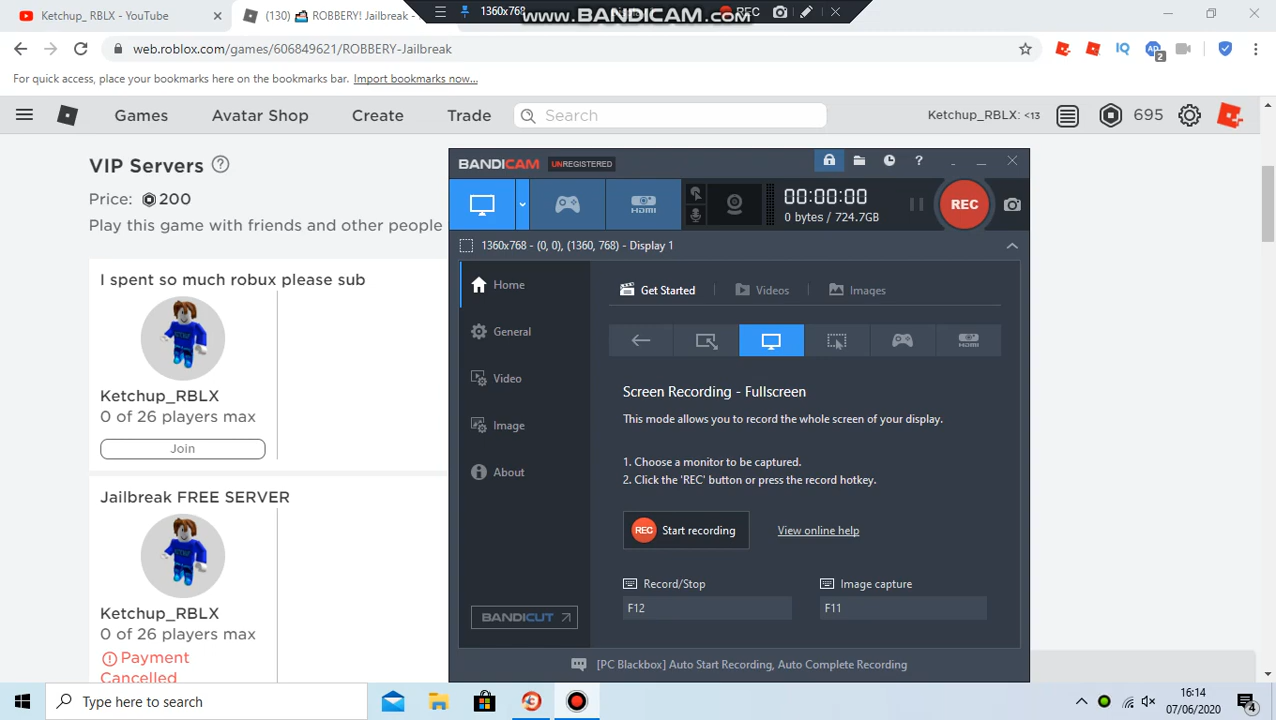 Ketchup_ RBLX - YouTube
(130) ROBBERY! Jailbreak -
1360x768
www.BANDICAM.com
REC
web.roblox.com/games/606849621/ROBBERY-Jailbreak
2
For quick access, place your bookmarks here on the bookmarks bar. Import bookmarks now...
Games
Avatar Shop
Create
Trade
Search
Ketchup_RBLX: <13
695
VIP Servers
Price: 200
Play this game with friends and other people
I spent so much robux please sub
Ketchup_RBLX
0 of 26 players max
Join
Jailbreak FREE SERVER
Ketchup_RBLX
0 of 26 players max
Payment
Cancelled
BANDICAM UNREGISTERED
HDMI
00:00:00
0 bytes / 724.7GB
REC
1360x768 - (0, 0), (1360, 768) - Display 1
Home
General
Video
Image
About
BANDICUT
Get Started
Videos
Images
HDMI
Screen Recording - Fullscreen
This mode allows you to record the whole screen of your display.
1. Choose a monitor to be captured.
2. Click the 'REC' button or press the record hotkey.
REC Start recording
View online help
Record/Stop
Image capture
F12
F11
[PC Blackbox] Auto Start Recording, Auto Complete Recording
Type here to search
16:14
07/06/2020
4